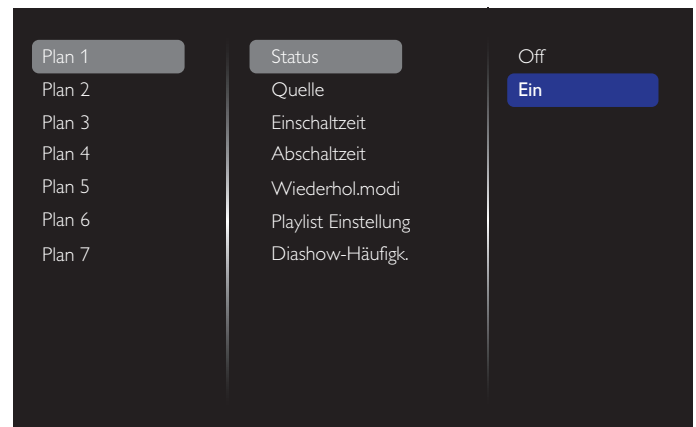 Plan 1
Plan 2
Plan 3
Plan 4
Plan 5
Plan 6
Plan 7
Status
Quelle
Einschaltzeit
Abschaltzeit
Wiederhol.modi
Playlist Einstellung
Diashow-Häufigk.
Off
Ein